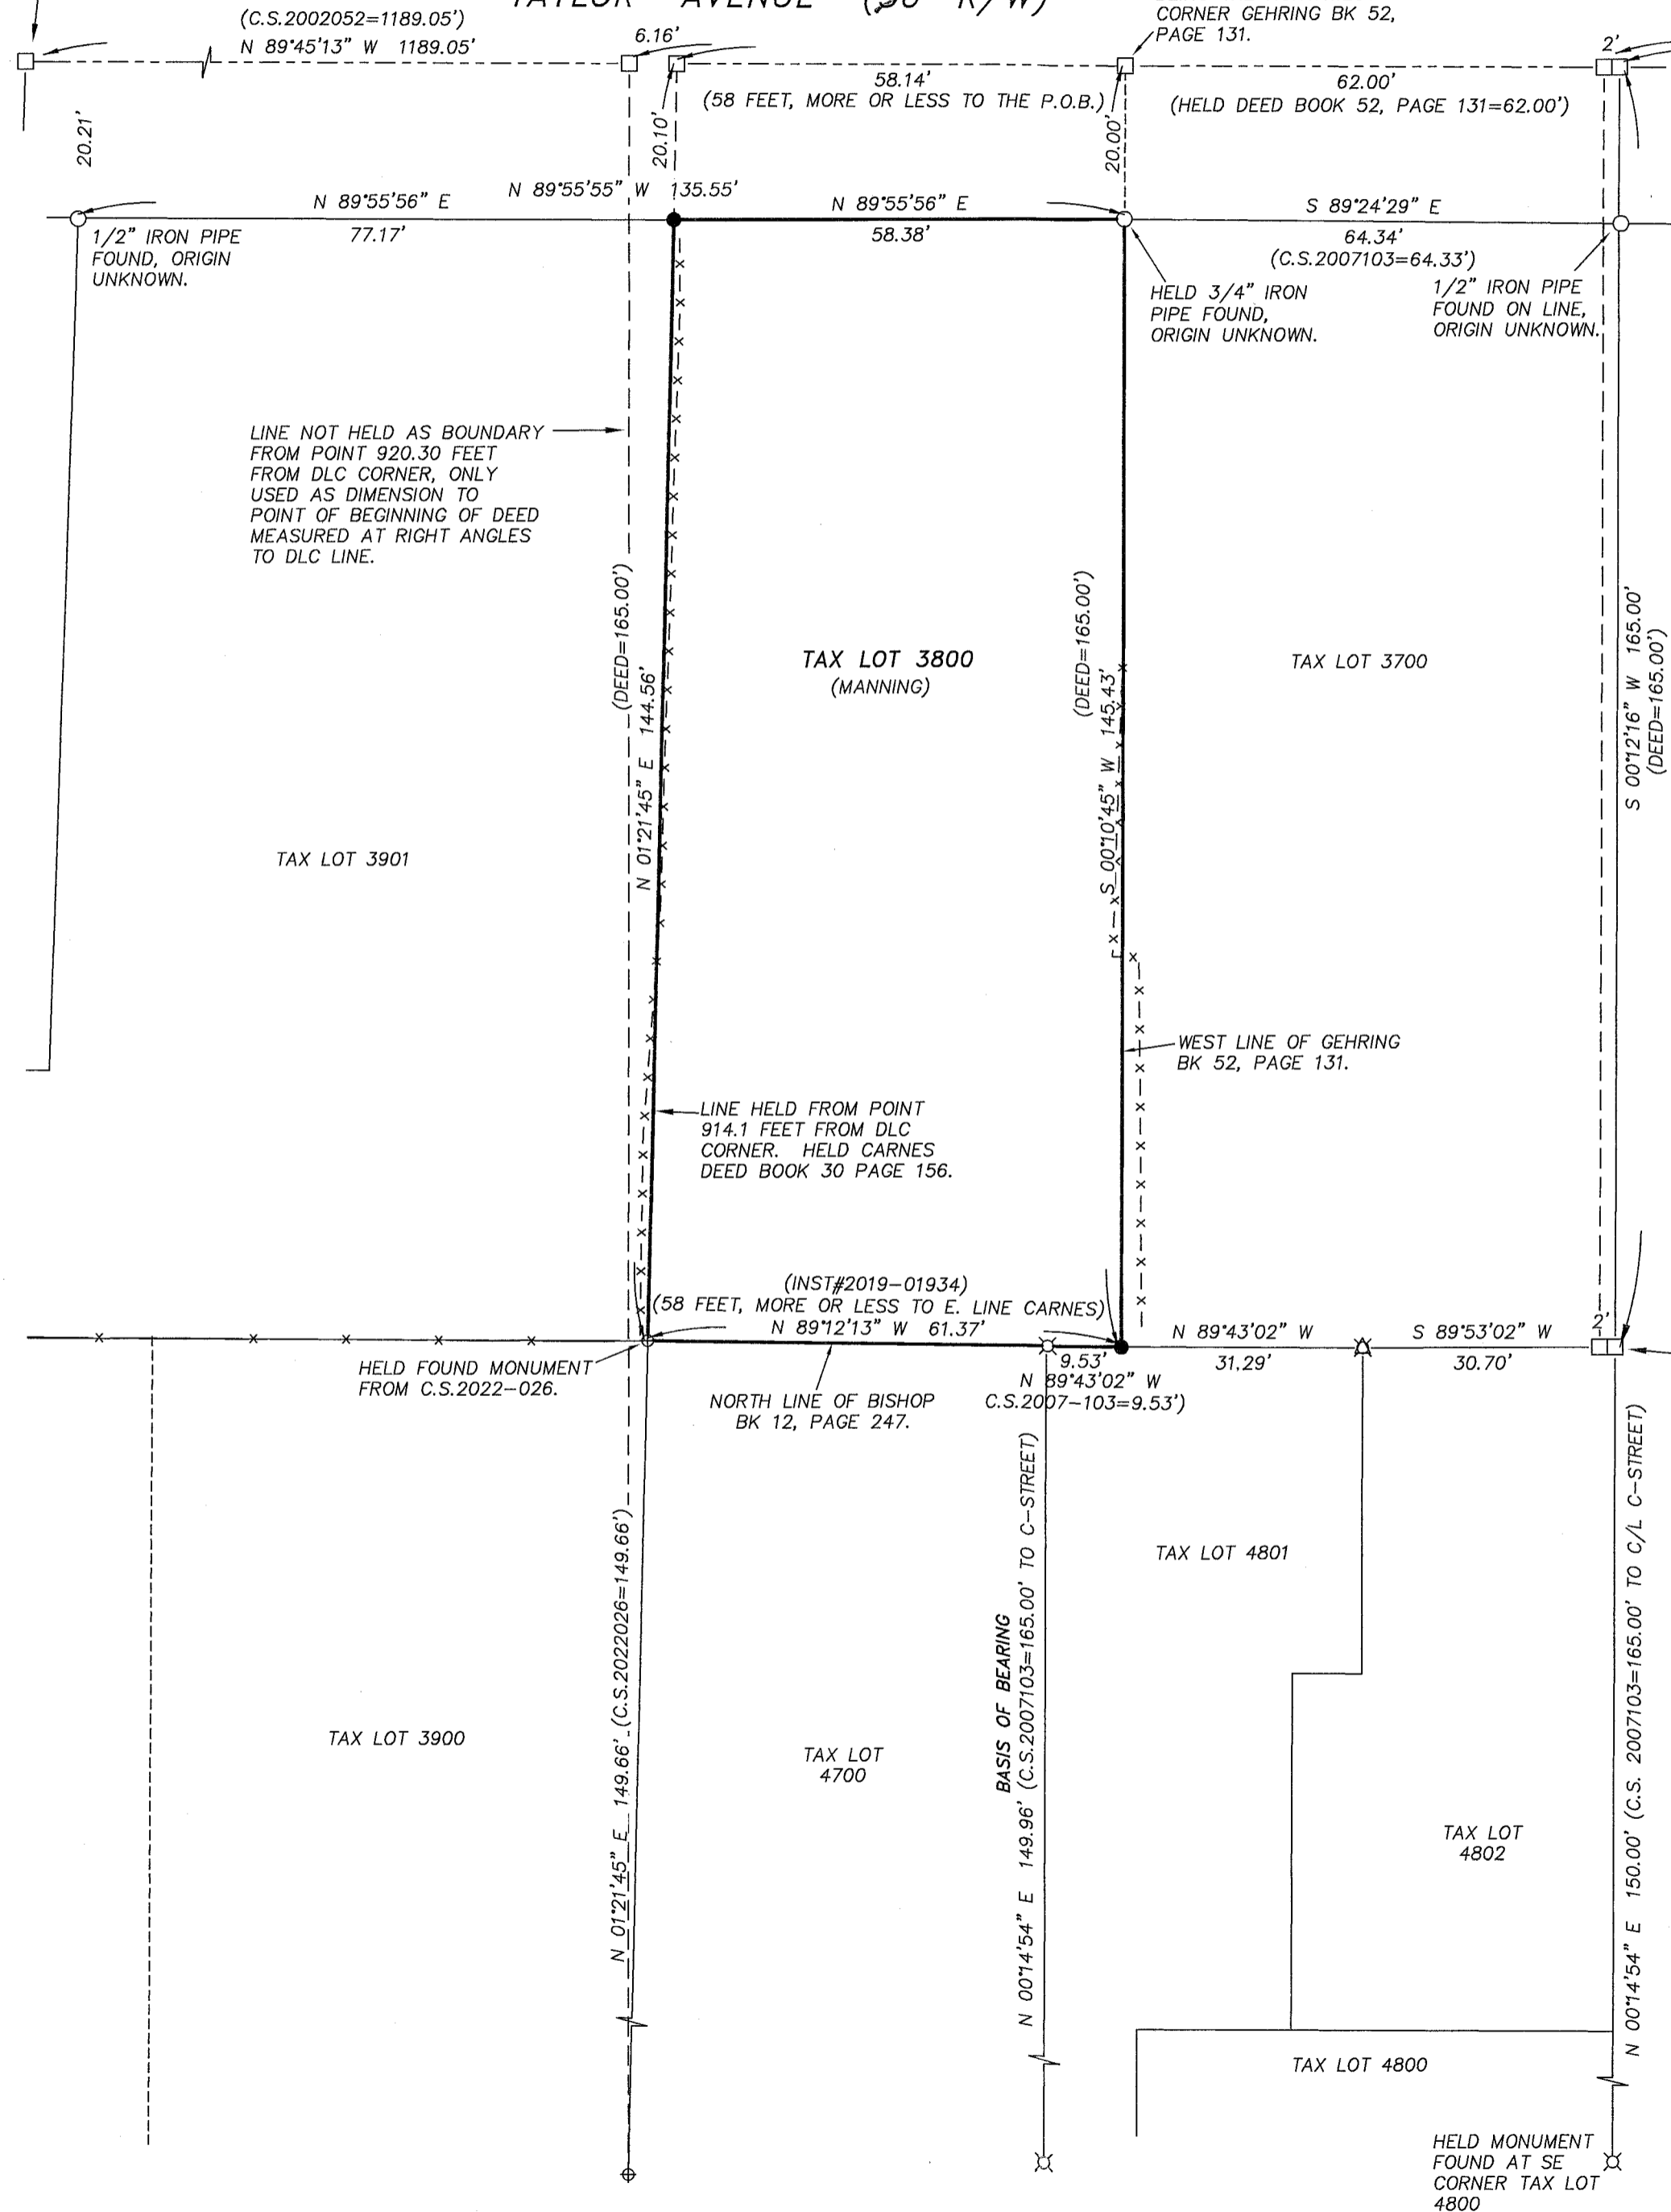 TAYLOR AVENUE (30' R/W)
(C.S.2002052=1189.05')
N 89°45'13" W 1189.05'
6.16'
CORNER GEHRING BK 52,
PAGE 131.
2'
58.14'
(58 FEET, MORE OR LESS TO THE P.O.B.)
62.00'
(HELD DEED BOOK 52, PAGE 131=62.00')
20.21'
20.10'
20.00'
N 89°55'56" E
77.17'
N 89°55'55" W 135.55'
N 89°55'56" E
58.38'
S 89°24'29" E
64.34'
(C.S.2007103=64.33')
1/2" IRON PIPE
FOUND, ORIGIN
UNKNOWN.
HELD 3/4" IRON
PIPE FOUND,
ORIGIN UNKNOWN.
1/2" IRON PIPE
FOUND ON LINE,
ORIGIN UNKNOWN.
LINE NOT HELD AS BOUNDARY
FROM POINT 920.30 FEET
FROM DLC CORNER, ONLY
USED AS DIMENSION TO
POINT OF BEGINNING OF DEED
MEASURED AT RIGHT ANGLES
TO DLC LINE.
(DEED=165.00')
N 01°21'45" E 144.56'
TAX LOT 3800
(MANNING)
(DEED=165.00')
S 00°10'45" W 145.43'
TAX LOT 3700
S 00°12'16" W 165.00'
(DEED=165.00')
TAX LOT 3901
WEST LINE OF GEHRING
BK 52, PAGE 131.
LINE HELD FROM POINT
914.1 FEET FROM DLC
CORNER. HELD CARNES
DEED BOOK 30 PAGE 156.
(INST#2019-01934)
(58 FEET, MORE OR LESS TO E. LINE CARNES)
N 89°12'13" W 61.37'
N 89°43'02" W
31.29'
S 89°53'02" W
30.70'
2'
HELD FOUND MONUMENT
FROM C.S.2022-026.
9.53'
N 89°43'02" W
C.S.2007-103=9.53')
NORTH LINE OF BISHOP
BK 12, PAGE 247.
N 01°21'45" E 149.66' (C.S.2022026=149.66')
BASIS OF BEARING
N 00°14'54" E 149.96' (C.S.2007103=165.00' TO C-STREET)
N 00°14'54" E 150.00' (C.S. 2007103=165.00' TO C/L C-STREET)
TAX LOT 4801
TAX LOT 3900
TAX LOT
4700
TAX LOT
4802
TAX LOT 4800
HELD MONUMENT
FOUND AT SE
CORNER TAX LOT
4800